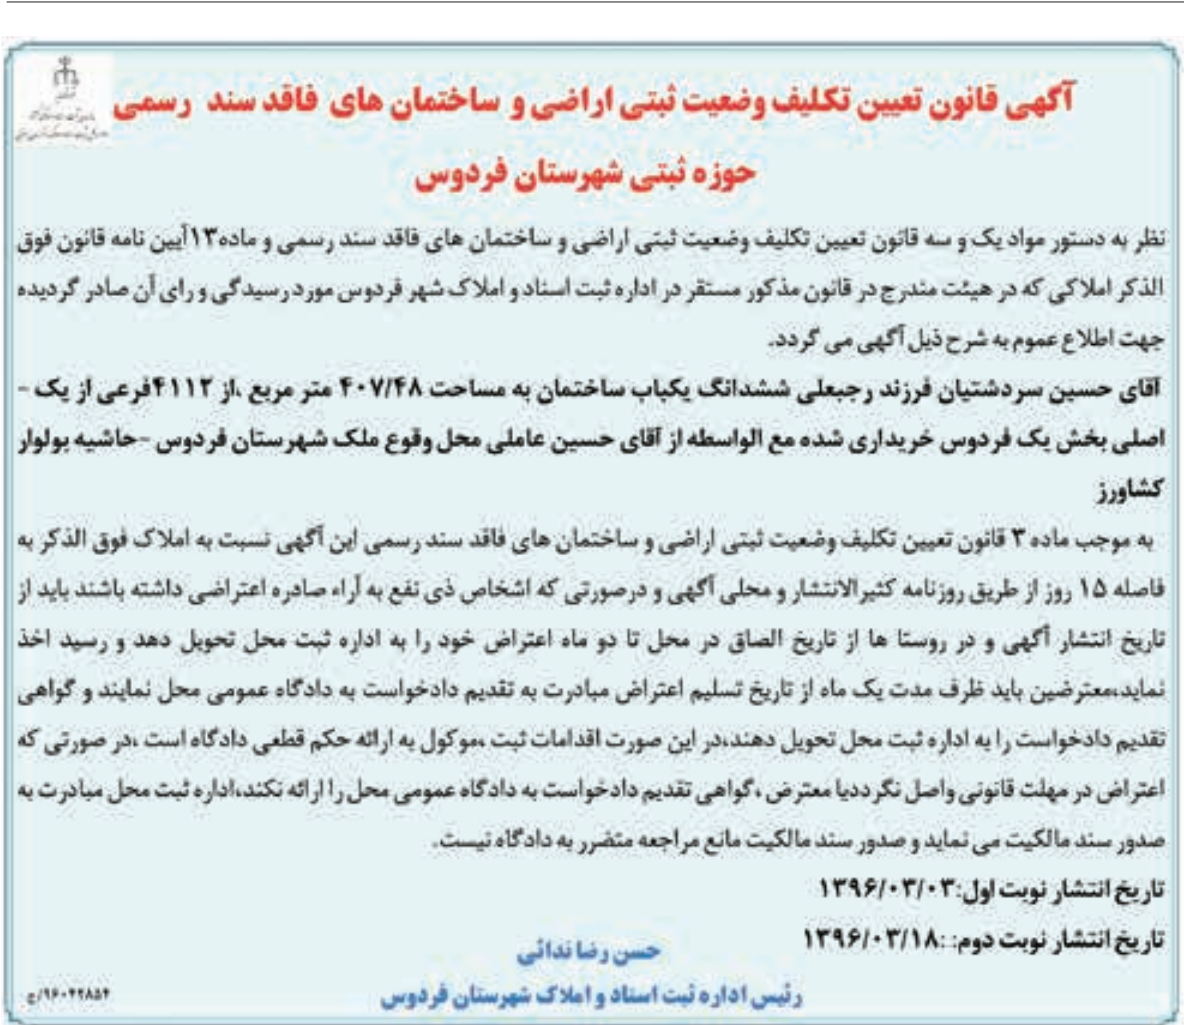 آگهی قانون تعیین تکلیف وضعیت ثبتی اراضی و ساختمان های فاقد سند رسمی
حوزه ثبتی شهرستان فردوس
نظر به دستور مواد یک و سه قانون تعیین تکلیف وضعیت ثبتی اراضی و ساختمان های فاقد سند رسمی و ماده۱۳آیین نامه قانون فوق
الذکر املاکی که در هیئت مندرج در قانون مذکور مستقر در اداره ثبت اسناد و املاک شهر فردوس مورد رسیدگی و رای آن صادر گردیده
جهت اطلاع عموم به شرح ذیل آگهی می گردد.
آقای حسین سردشتیان فرزند رجبعلی ششدانگ یکباب ساختمان به مساحت ۴۰۷/۴۸ متر مربع ،از ۴۱۱۲فرعی از یک -
اصلی بخش یک فردوس خریداری شده مع الواسطه از آقای حسین عاملی محل وقوع ملک شهرستان فردوس -حاشیه بولوار
کشاورز
به موجب ماده ۳ قانون تعیین تکلیف وضعیت ثبتی اراضی و ساختمان های فاقد سند رسمی این آگهی نسبت به املاک فوق الذکر به
فاصله ۱۵ روز از طریق روزنامه کثیرالانتشار و محلی آگهی و درصورتی که اشخاص ذی نفع به آراء صادره اعتراضی داشته باشند باید از
تاریخ انتشار آگهی و در روستا ها از تاریخ الصاق در محل تا دو ماه اعتراض خود را به اداره ثبت محل تحویل دهد و رسید اخذ
نماید،معترضین باید ظرف مدت یک ماه از تاریخ تسلیم اعتراض مبادرت به تقدیم دادخواست به دادگاه عمومی محل نمایند و گواهی
تقدیم دادخواست را به اداره ثبت محل تحویل دهند،در این صورت اقدامات ثبت ،موکول به ارائه حکم قطعی دادگاه است ،در صورتی که
اعتراض در مهلت قانونی واصل نگرددیا معترض ،گواهی تقدیم دادخواست به دادگاه عمومی محل را ارائه نکند،اداره ثبت محل مبادرت به
صدور سند مالکیت می نماید و صدور سند مالکیت مانع مراجعه متضرر به دادگاه نیست.
تاریخ انتشار نوبت اول:۱۳۹۶/۰۳/۰۳
تاریخ انتشار نوبت دوم: :۱۳۹۶/۰۳/۱۸
حسن رضا ندائی
رئیس اداره ثبت اسناد و املاک شهرستان فردوس
۹۶۰۴۲۸۵۴/ج